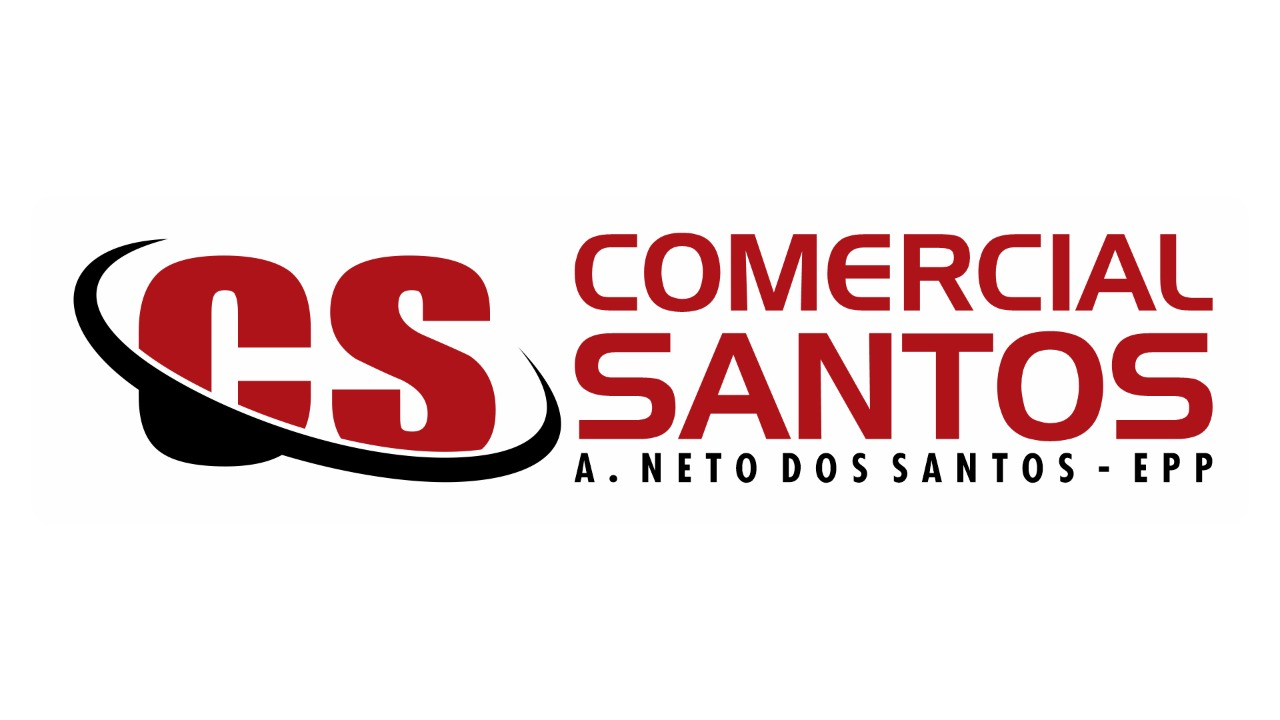 CS
COMERCIAL
SANTOS
A. NETO DOS SANTOS - EPP